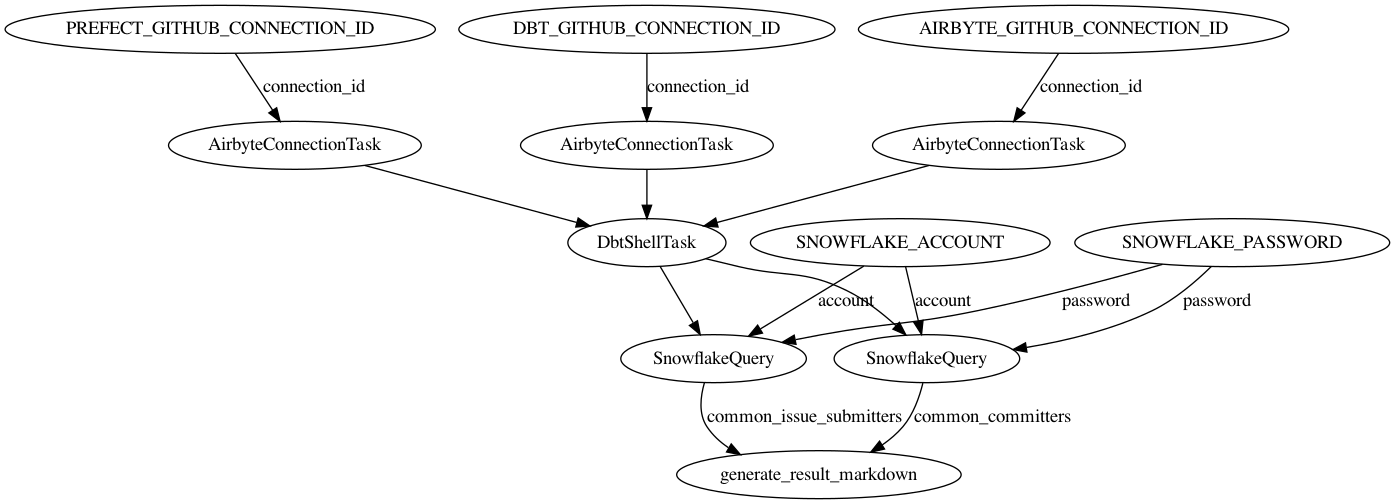 PREFECT_GITHUB_CONNECTION_ID
DBT_GITHUB_CONNECTION_ID
AIRBYTE_GITHUB_CONNECTION_ID
connection_id
connection_id
connection_id
AirbyteConnectionTask
AirbyteConnectionTask
AirbyteConnectionTask
DbtShellTask
SNOWFLAKE_ACCOUNT
SNOWFLAKE_PASSWORD
account
account
password
password
SnowflakeQuery
SnowflakeQuery
common_issue_submitters
common_committers
generate_result_markdown